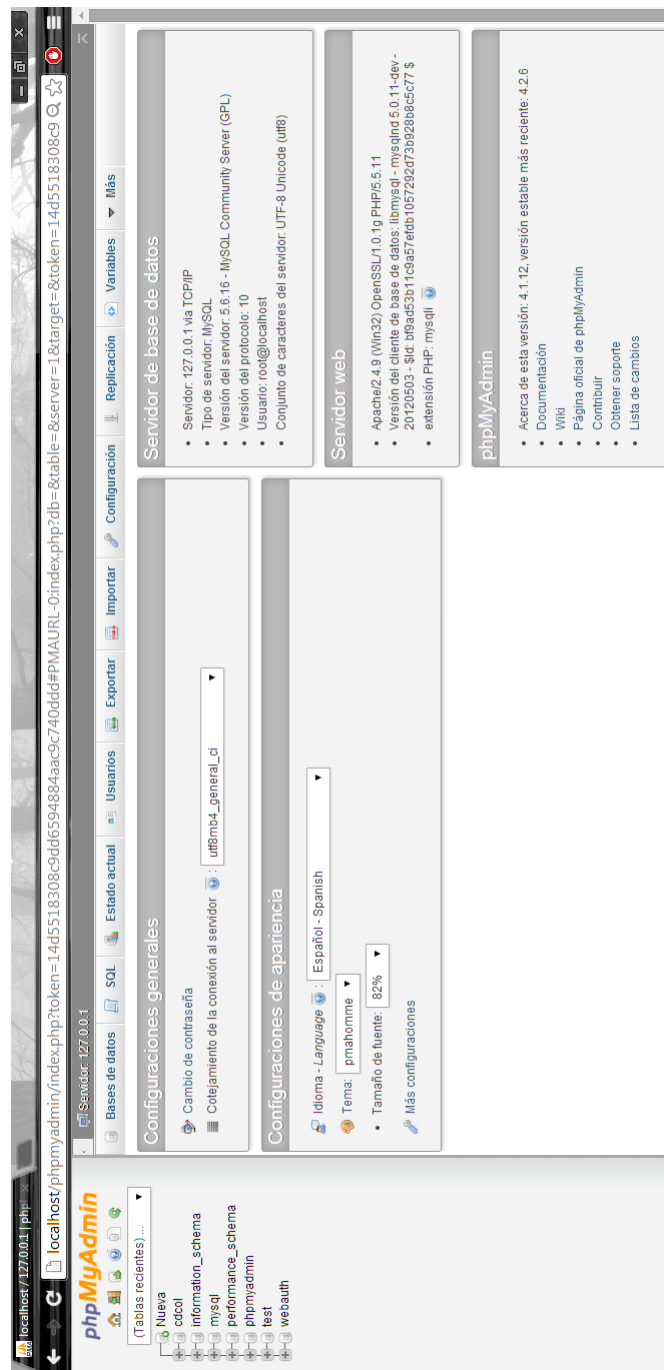 localhost / 127.0.0.1 | php
localhost/phpmyadmin/index.php?token=14d5518308c9dd6594884aac9c740ddd#PMAURL-0:index.php?db=&table=&server=1&target=&token=14d5518308c9
phpMyAdmin
(Tablas recientes) ...
Nueva
cdcol
information_schema
mysql
performance_schema
phpmyadmin
test
webauth
Servidor: 127.0.0.1
Bases de datos SQL Estado actual Usuarios Exportar Importar Configuración Replicación Variables Más
Configuraciones generales
Cambio de contraseña
Cotejamiento de la conexión al servidor : utf8mb4_general_ci
Configuraciones de apariencia
Idioma - Language : Español - Spanish
Tema: pmahomme
• Tamaño de fuente: 82%
Más configuraciones
Servidor de base de datos
• Servidor: 127.0.0.1 via TCP/IP
• Tipo de servidor: MySQL
• Versión del servidor: 5.6.16 - MySQL Community Server (GPL)
• Versión del protocolo: 10
• Usuario: root@localhost
• Conjunto de caracteres del servidor: UTF-8 Unicode (utf8)
Servidor web
• Apache/2.4.9 (Win32) OpenSSL/1.0.1g PHP/5.5.11
• Versión del cliente de base de datos: libmysql - mysqlnd 5.0.11-dev -
20120503 - $Id: bf9ad53b11c9a57efdb1057292d73b928b8c5c77 $
• extensión PHP: mysqli
phpMyAdmin
• Acerca de esta versión: 4.1.12, versión estable más reciente: 4.2.6
• Documentación
• Wiki
• Página oficial de phpMyAdmin
• Contribuir
• Obtener soporte
• Lista de cambios